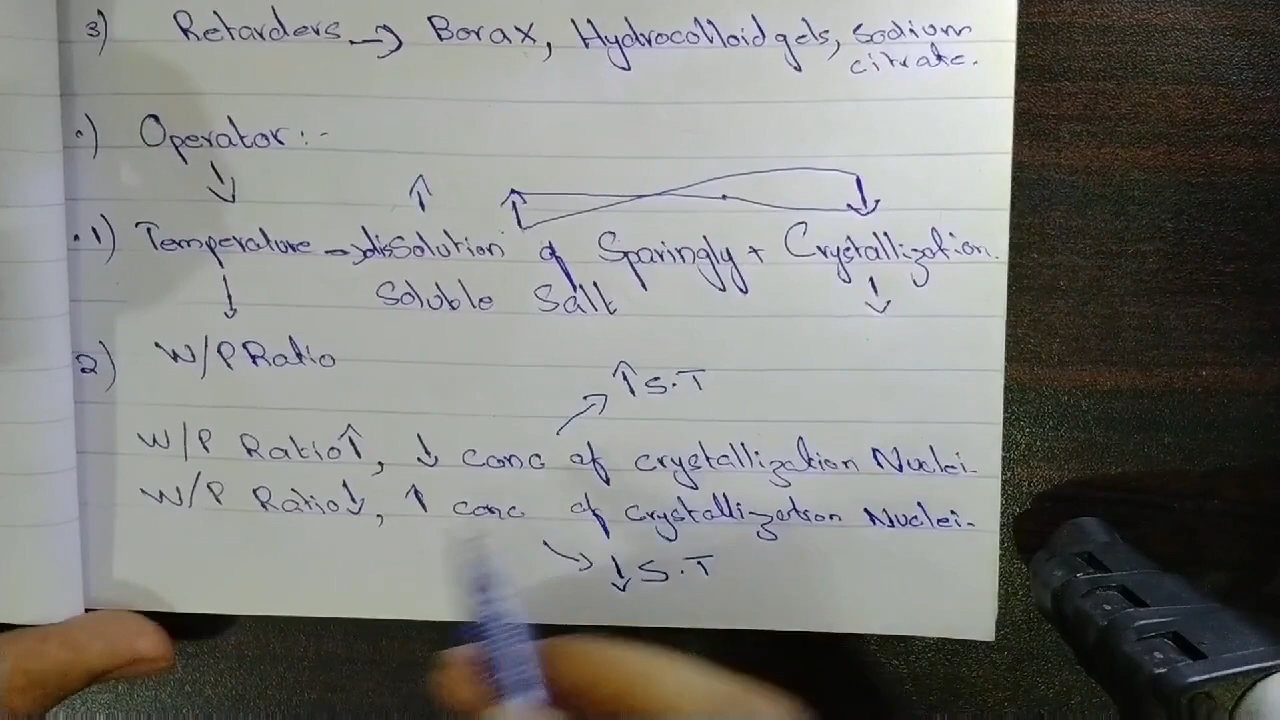 3) Retarders → Borax, Hydrocolloid gels, Sodium citrate.
.) Operator:-
↓ ↑ ↑ ↓
.1) Temperature → disSolution of Sparingly + Crystallization.
↓ Soluble Salt ↓
2) W/P Ratio
↗ ↑ S.T
W/P Ratio↑, ↓ conc of crystallization Nuclei-
W/P Ratio↓, ↑ conc of crystallization Nuclei-
↘ ↓ S.T